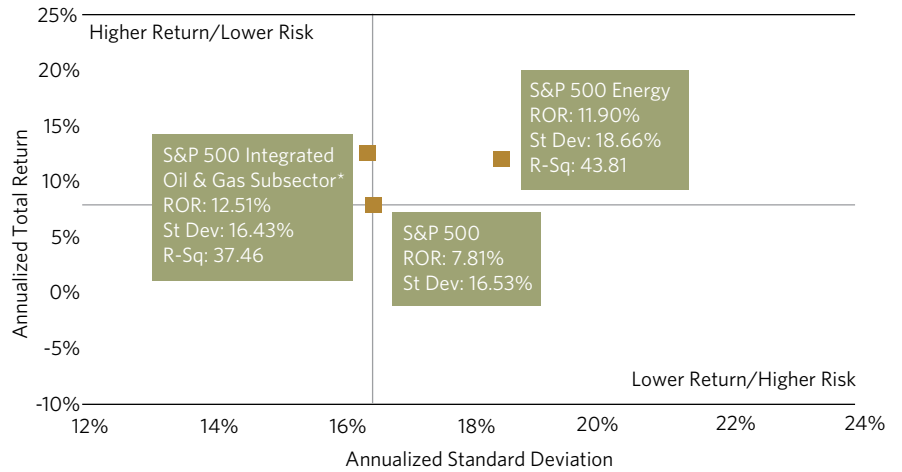 25%
Higher Return/Lower Risk
20%
15%
10%
5%
0%
-5%
-10%
Annualized Total Return
S&P 500 Energy
ROR: 11.90%
St Dev: 18.66%
R-Sq: 43.81
S&P 500 Integrated
Oil & Gas Subsector*
ROR: 12.51%
St Dev: 16.43%
R-Sq: 37.46
S&P 500
ROR: 7.81%
St Dev: 16.53%
Lower Return/Higher Risk
12%
14%
16%
18%
20%
22%
24%
Annualized Standard Deviation